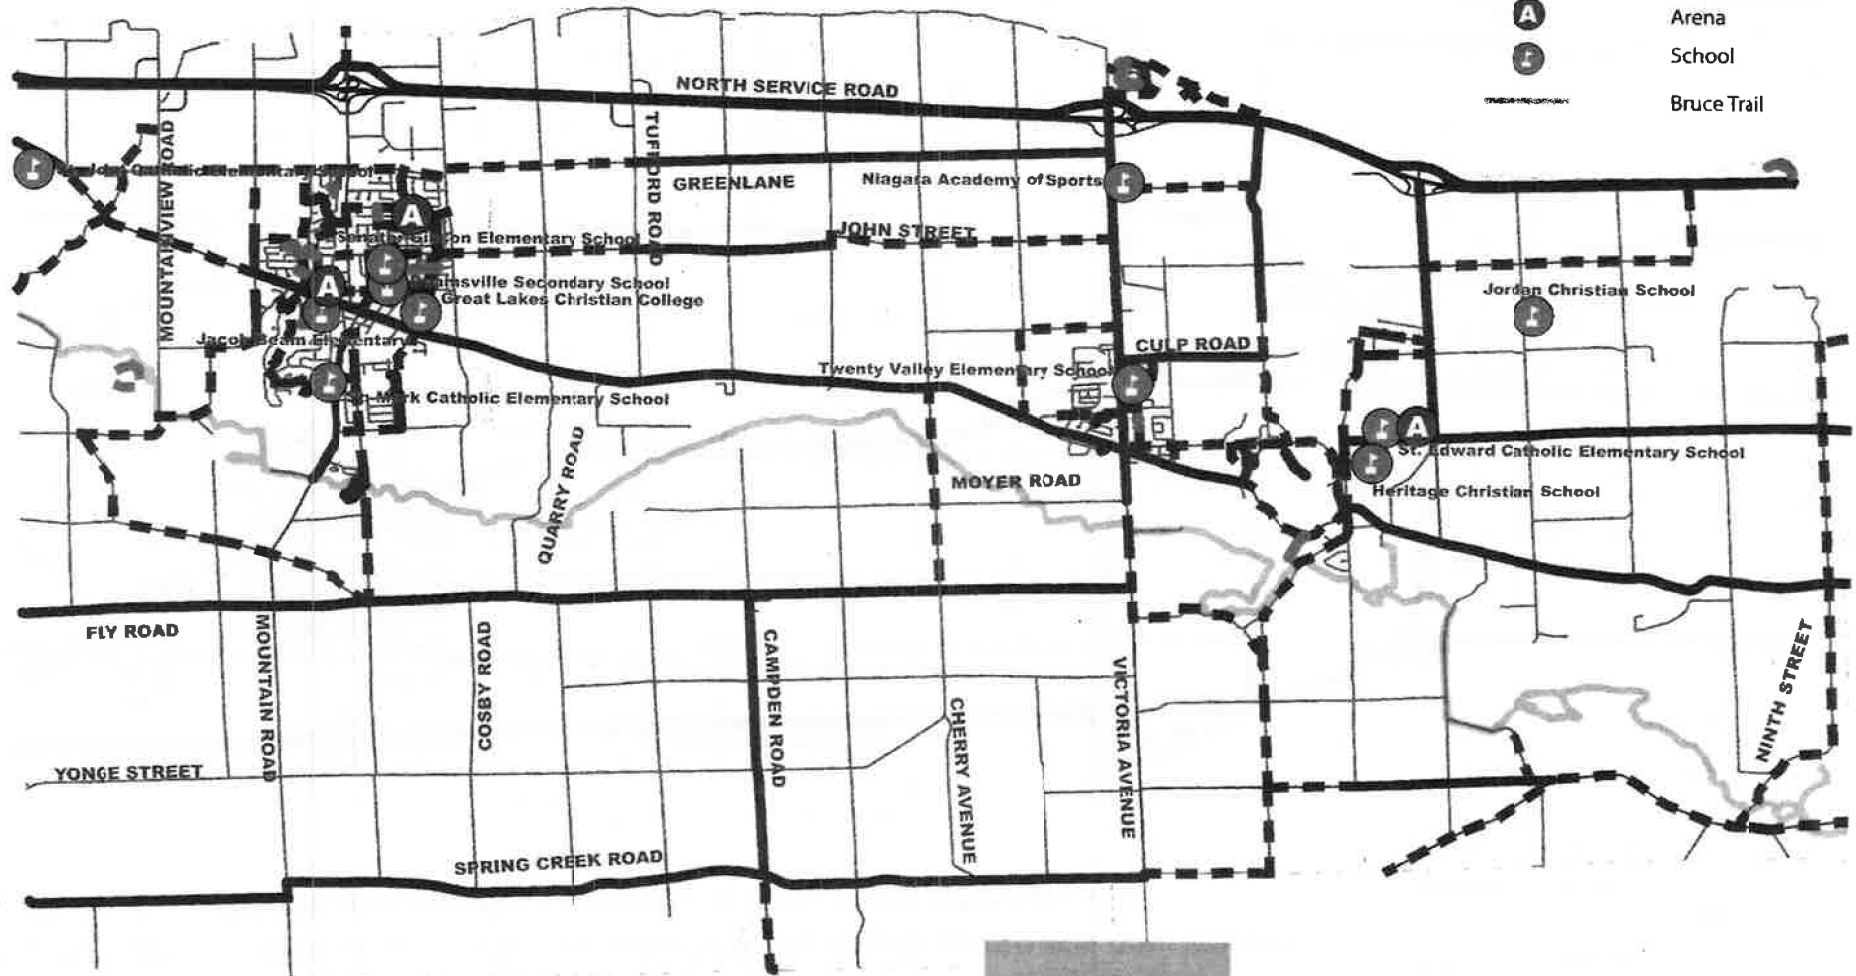 A
Arena
School
Bruce Trail
NORTH SERVICE ROAD
MOUNTAINVIEW ROAD
TUFFORD ROAD
Elementary School
GREENLANE
Niagara Academy of Sports
A
JOHN STREET
Elementary School
Secondary School
A
Great Lakes Christian College
Jordan Christian School
Elementary
CULP ROAD
Twenty Valley Elementary School
Mark Catholic Elementary School
A
St. Edward Catholic Elementary School
QUARRY ROAD
MOYER ROAD
Heritage Christian School
FLY ROAD
MOUNTAIN ROAD
COSBY ROAD
CAMPDEN ROAD
CHERRY AVENUE
VICTORIA AVENUE
NINTH STREET
YONGE STREET
SPRING CREEK ROAD